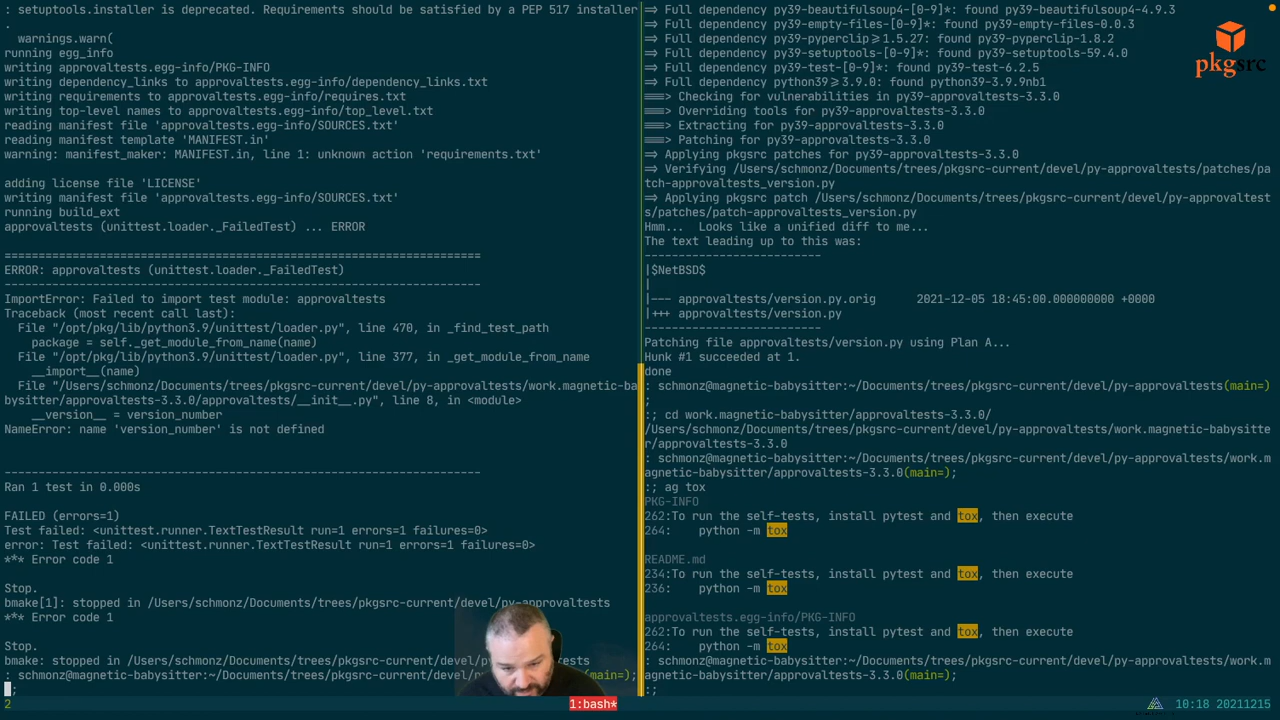 : setuptools.installer is deprecated. Requirements should be satisfied by a PEP 517 installer
.
  warnings.warn(
running egg_info
writing approvaltests.egg-info/PKG-INFO
writing dependency_links to approvaltests.egg-info/dependency_links.txt
writing requirements to approvaltests.egg-info/requires.txt
writing top-level names to approvaltests.egg-info/top_level.txt
reading manifest file 'approvaltests.egg-info/SOURCES.txt'
reading manifest template 'MANIFEST.in'
warning: manifest_maker: MANIFEST.in, line 1: unknown action 'requirements.txt'
adding license file 'LICENSE'
writing manifest file 'approvaltests.egg-info/SOURCES.txt'
running build_ext
approvaltests (unittest.loader._FailedTest) ... ERROR
======================================================================
ERROR: approvaltests (unittest.loader._FailedTest)
----------------------------------------------------------------------
ImportError: Failed to import test module: approvaltests
Traceback (most recent call last):
  File "/opt/pkg/lib/python3.9/unittest/loader.py", line 470, in _find_test_path
    package = self._get_module_from_name(name)
  File "/opt/pkg/lib/python3.9/unittest/loader.py", line 377, in _get_module_from_name
    __import__(name)
  File "/Users/schmonz/Documents/trees/pkgsrc-current/devel/py-approvaltests/work.magnetic-ba
bysitter/approvaltests-3.3.0/approvaltests/__init__.py", line 8, in <module>
    __version__ = version_number
NameError: name 'version_number' is not defined
----------------------------------------------------------------------
Ran 1 test in 0.000s
FAILED (errors=1)
Test failed: <unittest.runner.TextTestResult run=1 errors=1 failures=0>
error: Test failed: <unittest.runner.TextTestResult run=1 errors=1 failures=0>
*** Error code 1
Stop.
bmake[1]: stopped in /Users/schmonz/Documents/trees/pkgsrc-current/devel/py-approvaltests
*** Error code 1
Stop.
bmake: stopped in /Users/schmonz/Documents/trees/pkgsrc-current/devel/ tests
: schmonz@magnetic-babysitter:~/Documents/trees/pkgsrc-current/devel/ (main=);
;
=> Full dependency py39-beautifulsoup4-[0-9]*: found py39-beautifulsoup4-4.9.3
=> Full dependency py39-empty-files-[0-9]*: found py39-empty-files-0.0.3
=> Full dependency py39-pyperclip>=1.5.27: found py39-pyperclip-1.8.2
=> Full dependency py39-setuptools-[0-9]*: found py39-setuptools-59.4.0
=> Full dependency py39-test-[0-9]*: found py39-test-6.2.5
=> Full dependency python39>=3.9.0: found python39-3.9.9nb1
===> Checking for vulnerabilities in py39-approvaltests-3.3.0
===> Overriding tools for py39-approvaltests-3.3.0
===> Extracting for py39-approvaltests-3.3.0
===> Patching for py39-approvaltests-3.3.0
=> Applying pkgsrc patches for py39-approvaltests-3.3.0
=> Verifying /Users/schmonz/Documents/trees/pkgsrc-current/devel/py-approvaltests/patches/pa
tch-approvaltests_version.py
=> Applying pkgsrc patch /Users/schmonz/Documents/trees/pkgsrc-current/devel/py-approvaltest
s/patches/patch-approvaltests_version.py
Hmm...  Looks like a unified diff to me...
The text leading up to this was:
--------------------------
|$NetBSD$
|
|--- approvaltests/version.py.orig      2021-12-05 18:45:00.000000000 +0000
|+++ approvaltests/version.py
--------------------------
Patching file approvaltests/version.py using Plan A...
Hunk #1 succeeded at 1.
done
: schmonz@magnetic-babysitter:~/Documents/trees/pkgsrc-current/devel/py-approvaltests(main=)
;
:; cd work.magnetic-babysitter/approvaltests-3.3.0/
/Users/schmonz/Documents/trees/pkgsrc-current/devel/py-approvaltests/work.magnetic-babysitte
r/approvaltests-3.3.0
: schmonz@magnetic-babysitter:~/Documents/trees/pkgsrc-current/devel/py-approvaltests/work.m
agnetic-babysitter/approvaltests-3.3.0(main=);
:; ag tox
PKG-INFO
262:To run the self-tests, install pytest and tox, then execute
264:   python -m tox
README.md
234:To run the self-tests, install pytest and tox, then execute
236:   python -m tox
approvaltests.egg-info/PKG-INFO
262:To run the self-tests, install pytest and tox, then execute
264:   python -m tox
: schmonz@magnetic-babysitter:~/Documents/trees/pkgsrc-current/devel/py-approvaltests/work.m
agnetic-babysitter/approvaltests-3.3.0(main=);
:;
pkgsrc
2
1:bash*
10:18 20211215